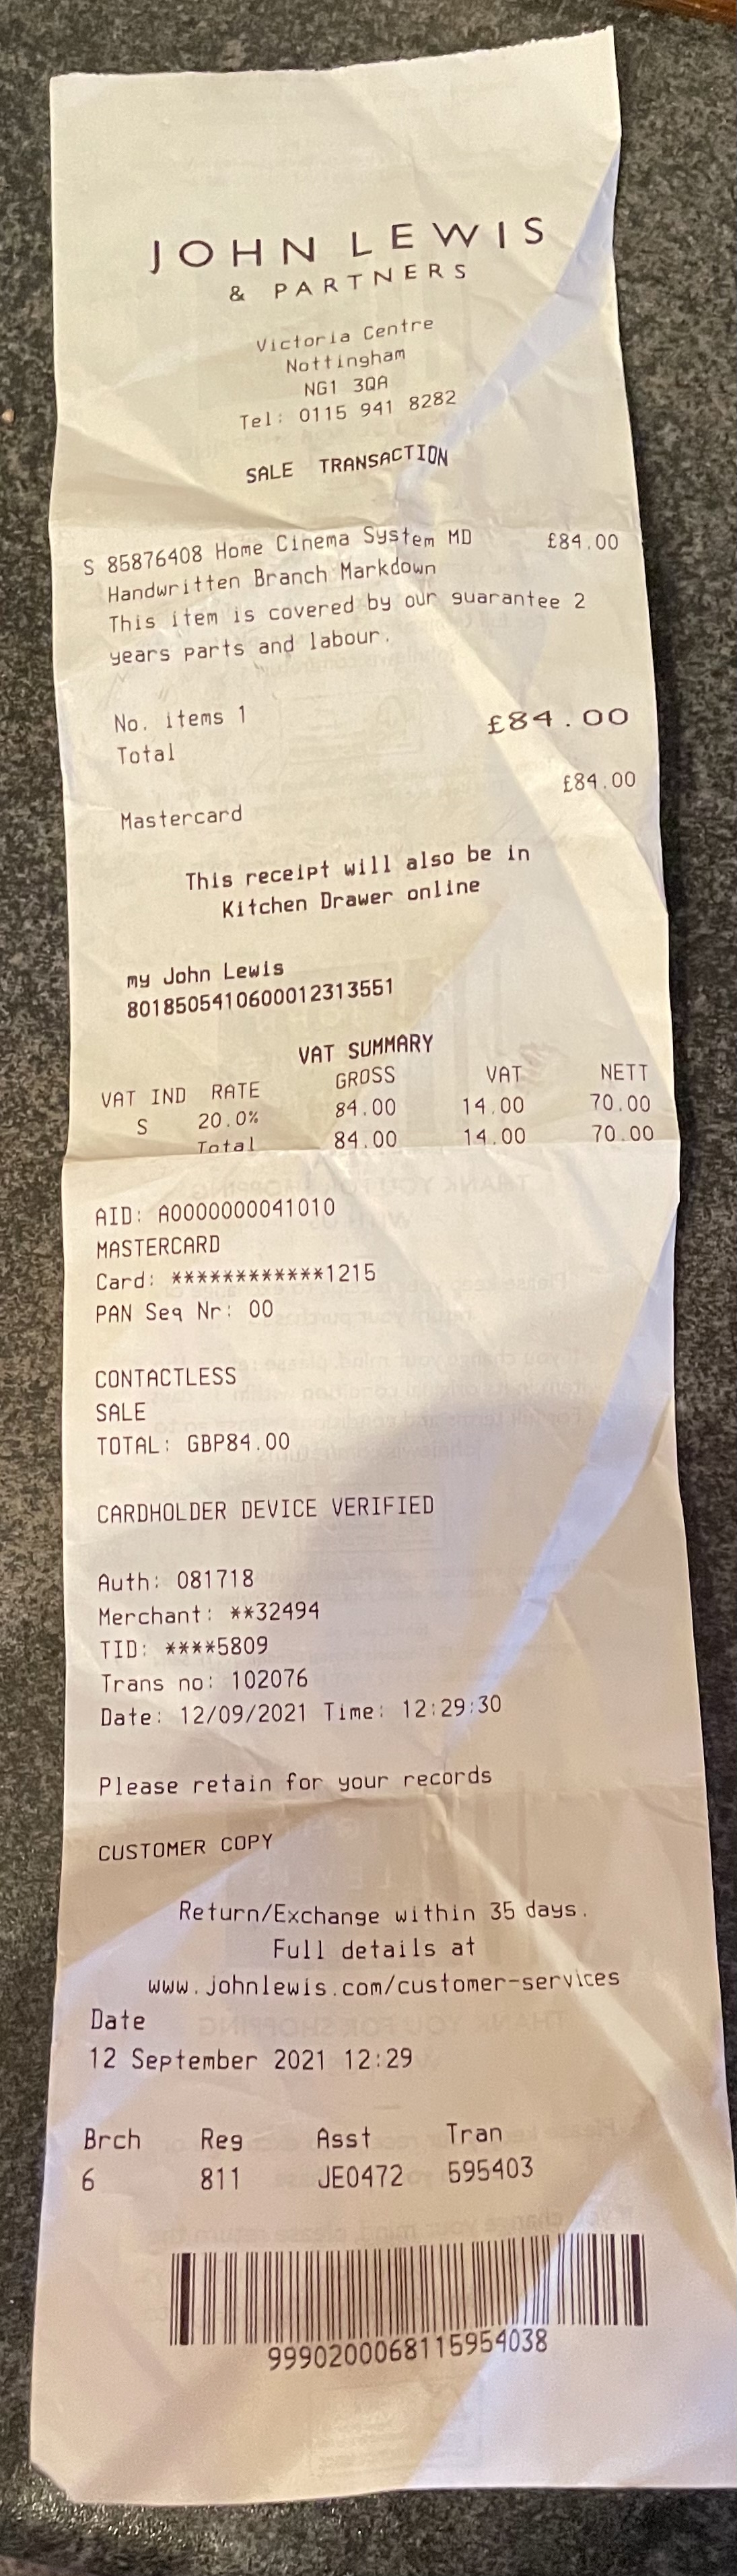 JOHN LEWIS
& PARTNERS
Victoria Centre
Nottingham
NG1 3QA
Tel: 0115 941 8282
SALE TRANSACTION
S 85876408 Home Cinema System MD £84.00
Handwritten Branch Markdown
This item is covered by our guarantee 2
years parts and labour.
No. items 1
Total £84.00
Mastercard £84.00
This receipt will also be in
Kitchen Drawer online
my John Lewis
8018505410600012313551
VAT SUMMARY
VAT IND RATE GROSS VAT NETT
S 20.0% 84.00 14.00 70.00
Total 84.00 14.00 70.00
AID: A0000000041010
MASTERCARD
Card: ************1215
PAN Seq Nr: 00
CONTACTLESS
SALE
TOTAL: GBP84.00
CARDHOLDER DEVICE VERIFIED
Auth: 081718
Merchant: **32494
TID: ****5809
Trans no: 102076
Date: 12/09/2021 Time: 12:29:30
Please retain for your records
CUSTOMER COPY
Return/Exchange within 35 days.
Full details at
www.johnlewis.com/customer-services
Date
12 September 2021 12:29
Brch Reg Asst Tran
6 811 JE0472 595403
9990200068115954038